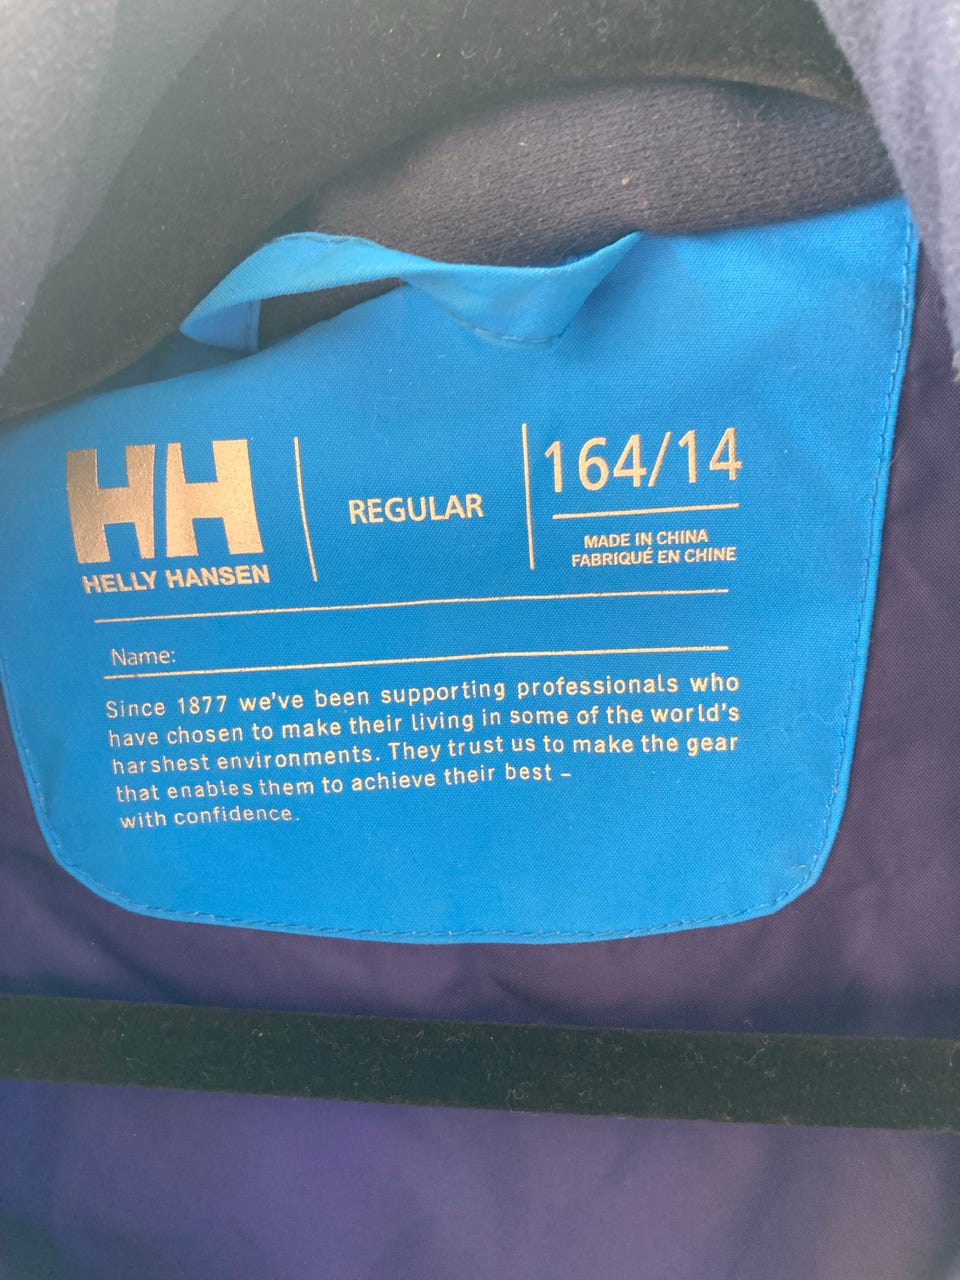 HH
HELLY HANSEN
REGULAR
164/14
MADE IN CHINA
FABRIQUÉ EN CHINE
Name:
Since 1877 we've been supporting professionals who
have chosen to make their living in some of the world's
harshest environments. They trust us to make the gear
that enables them to achieve their best –
with confidence.